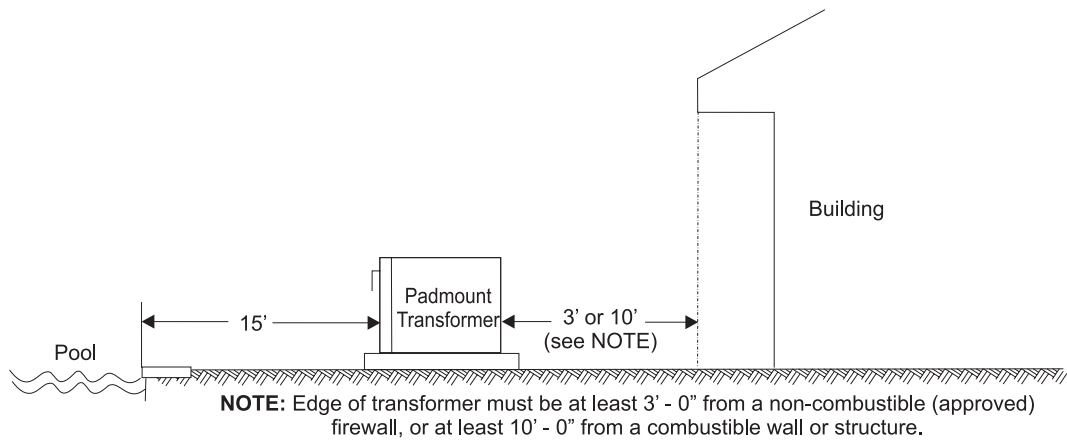 Building
Padmount
Transformer
15’
3’ or 10’
(see NOTE)
Pool
NOTE: Edge of transformer must be at least 3’ - 0” from a non-combustible (approved)
firewall, or at least 10’ - 0” from a combustible wall or structure.